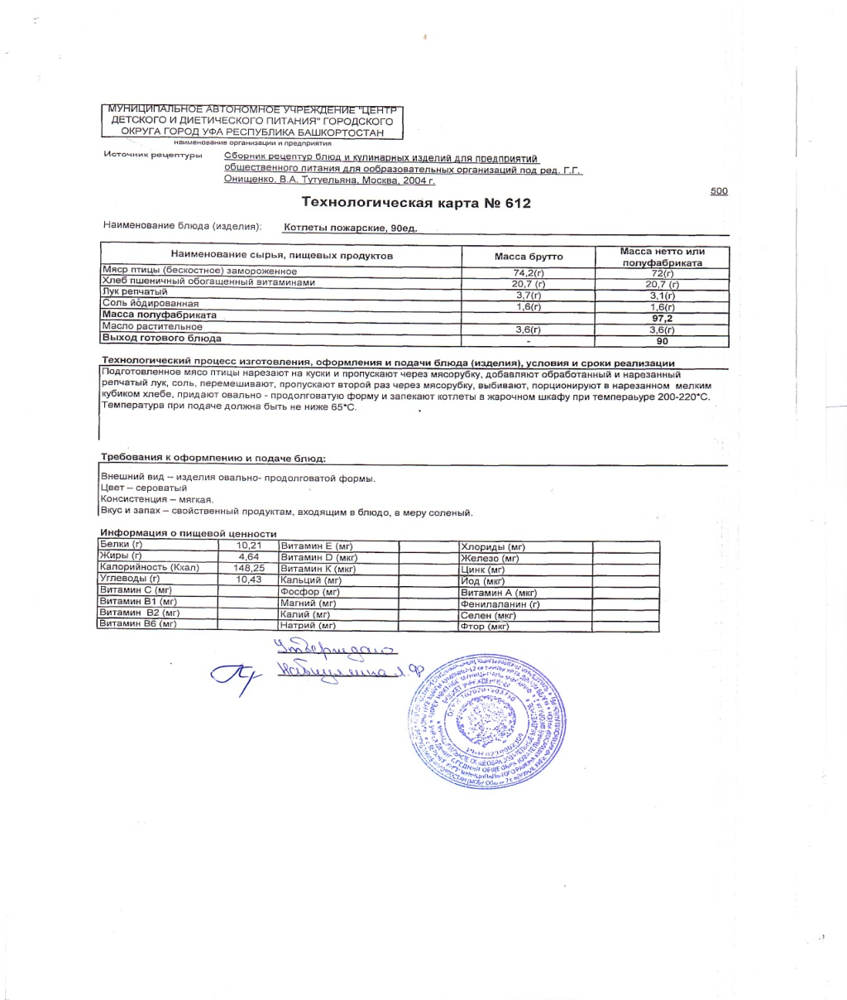 МУНИЦИПАЛЬНОЕ АВТОНОМНОЕ УЧРЕЖДЕНИЕ "ЦЕНТР
ДЕТСКОГО И ДИЕТИЧЕСКОГО ПИТАНИЯ" ГОРОДСКОГО
ОКРУГА ГОРОД УФА РЕСПУБЛИКА БАШКОРТОСТАН
наименование организации и предприятия
Источник рецептуры Сборник рецептур блюд и кулинарных изделий для предприятий
общественного питания для ообразовательных организаций под ред. Г.Г.
Онищенко, В.А. Тутуельяна, Москва, 2004 г.
500
Технологическая карта № 612
Наименование блюда (изделия): Котлеты пожарские, 90ед.
Наименование сырья, пищевых продуктов Масса брутто Масса нетто или полуфабриката
Мяср птицы (бескостное) замороженное 74,2(г) 72(г)
Хлеб пшеничный обогащенный витаминами 20,7 (г) 20,7 (г)
Лук репчатый 3,7(г) 3,1(г)
Соль йодированная 1,6(г) 1,6(г)
Масса полуфабриката 97,2
Масло растительное 3,6(г) 3,6(г)
Выход готового блюда - 90
Технологический процесс изготовления, оформления и подачи блюда (изделия), условия и сроки реализации
Подготовленное мясо птицы нарезают на куски и пропускают через мясорубку, добавляют обработанный и нарезанный
репчатый лук, соль, перемешивают, пропускают второй раз через мясорубку, выбивают, порционируют в нарезанном мелким
кубиком хлебе, придают овально - продолговатую форму и запекают котлеты в жарочном шкафу при темпераьуре 200-220*С.
Температура при подаче должна быть не ниже 65*С.
Требования к оформлению и подаче блюд:
Внешний вид – изделия овально- продолговатой формы.
Цвет – сероватый
Консистенция – мягкая.
Вкус и запах – свойственный продуктам, входящим в блюдо, в меру соленый.
Информация о пищевой ценности
Белки (г) 10,21 Витамин Е (мг) Хлориды (мг)
Жиры (г) 4,64 Витамин D (мкг) Железо (мг)
Калорийность (Ккал) 148,25 Витамин К (мкг) Цинк (мг)
Углеводы (г) 10,43 Кальций (мг) Йод (мкг)
Витамин С (мг) Фосфор (мг) Витамин А (мкг)
Витамин В1 (мг) Магний (мг) Фенилаланин (г)
Витамин В2 (мг) Калий (мг) Селен (мкг)
Витамин В6 (мг) Натрий (мг) Фтор (мкг)
Утверждаю